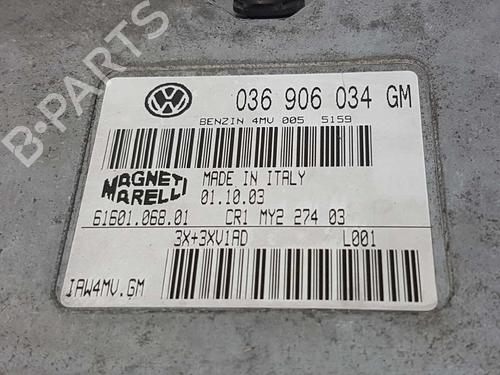 B-PARTS
036 906 034 GM
BENZIN 4MV 005 5159
MAGNETI MARELLI
MADE IN ITALY
01.10.03
61601.068.01 CR1 MY2 274 03
3X+3XV1AD L001
IAW4MV.GM